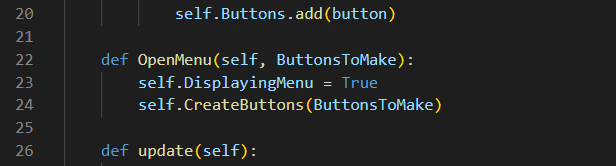 20 self.Buttons.add(button)
21
22 def OpenMenu(self, ButtonsToMake):
23 self.DisplayingMenu = True
24 self.CreateButtons(ButtonsToMake)
25
26 def update(self):